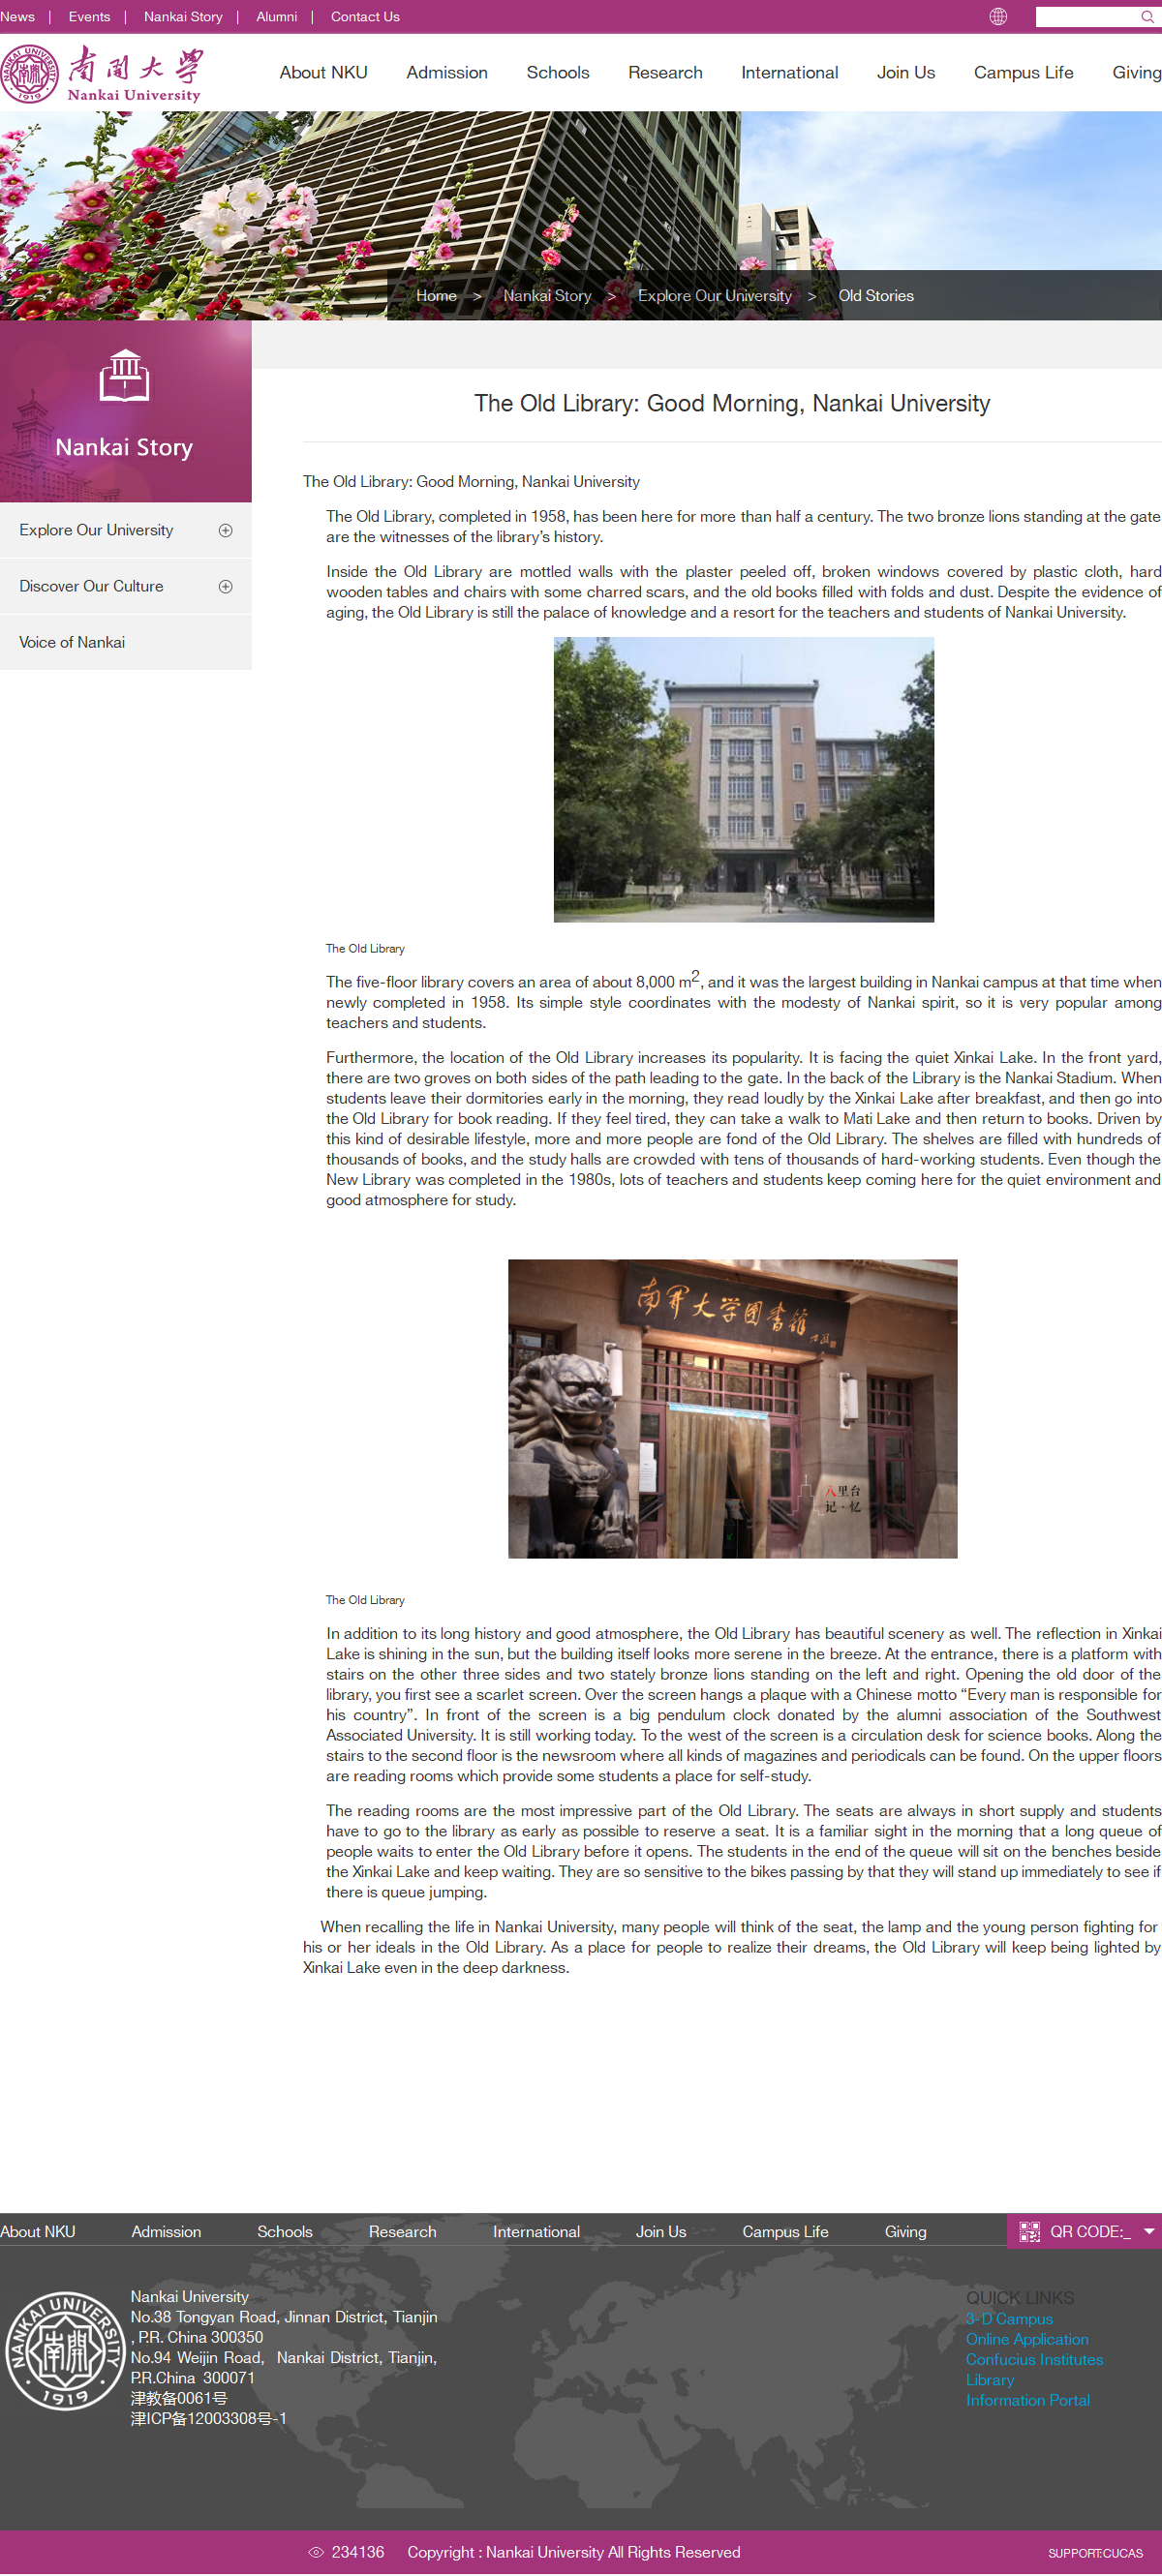 News | Events | Nankai Story | Alumni | Contact Us
NANKAI UNIVERSITY
1919
南开大学
Nankai University
About NKU Admission Schools Research International Join Us Campus Life Giving
Home > Nankai Story > Explore Our University > Old Stories
Nankai Story
Explore Our University
Discover Our Culture
Voice of Nankai
The Old Library: Good Morning, Nankai University
The Old Library: Good Morning, Nankai University
The Old Library, completed in 1958, has been here for more than half a century. The two bronze lions standing at the gate
are the witnesses of the library’s history.
Inside the Old Library are mottled walls with the plaster peeled off, broken windows covered by plastic cloth, hard
wooden tables and chairs with some charred scars, and the old books filled with folds and dust. Despite the evidence of
aging, the Old Library is still the palace of knowledge and a resort for the teachers and students of Nankai University.
The Old Library
The five-floor library covers an area of about 8,000 m2, and it was the largest building in Nankai campus at that time when
newly completed in 1958. Its simple style coordinates with the modesty of Nankai spirit, so it is very popular among
teachers and students.
Furthermore, the location of the Old Library increases its popularity. It is facing the quiet Xinkai Lake. In the front yard,
there are two groves on both sides of the path leading to the gate. In the back of the Library is the Nankai Stadium. When
students leave their dormitories early in the morning, they read loudly by the Xinkai Lake after breakfast, and then go into
the Old Library for book reading. If they feel tired, they can take a walk to Mati Lake and then return to books. Driven by
this kind of desirable lifestyle, more and more people are fond of the Old Library. The shelves are filled with hundreds of
thousands of books, and the study halls are crowded with tens of thousands of hard-working students. Even though the
New Library was completed in the 1980s, lots of teachers and students keep coming here for the quiet environment and
good atmosphere for study.
南开大学图书馆
八里台
记·忆
The Old Library
In addition to its long history and good atmosphere, the Old Library has beautiful scenery as well. The reflection in Xinkai
Lake is shining in the sun, but the building itself looks more serene in the breeze. At the entrance, there is a platform with
stairs on the other three sides and two stately bronze lions standing on the left and right. Opening the old door of the
library, you first see a scarlet screen. Over the screen hangs a plaque with a Chinese motto “Every man is responsible for
his country”. In front of the screen is a big pendulum clock donated by the alumni association of the Southwest
Associated University. It is still working today. To the west of the screen is a circulation desk for science books. Along the
stairs to the second floor is the newsroom where all kinds of magazines and periodicals can be found. On the upper floors
are reading rooms which provide some students a place for self-study.
The reading rooms are the most impressive part of the Old Library. The seats are always in short supply and students
have to go to the library as early as possible to reserve a seat. It is a familiar sight in the morning that a long queue of
people waits to enter the Old Library before it opens. The students in the end of the queue will sit on the benches beside
the Xinkai Lake and keep waiting. They are so sensitive to the bikes passing by that they will stand up immediately to see if
there is queue jumping.
When recalling the life in Nankai University, many people will think of the seat, the lamp and the young person fighting for
his or her ideals in the Old Library. As a place for people to realize their dreams, the Old Library will keep being lighted by
Xinkai Lake even in the deep darkness.
About NKU Admission Schools Research International Join Us Campus Life Giving QR CODE:_
NANKAI UNIVERSITY
南開
1919
Nankai University
No.38 Tongyan Road, Jinnan District, Tianjin
, P.R. China 300350
No.94 Weijin Road, Nankai District, Tianjin,
P.R.China 300071
津教备0061号
津ICP备12003308号-1
QUICK LINKS
3-D Campus
Online Application
Confucius Institutes
Library
Information Portal
234136 Copyright : Nankai University All Rights Reserved
SUPPORT:CUCAS